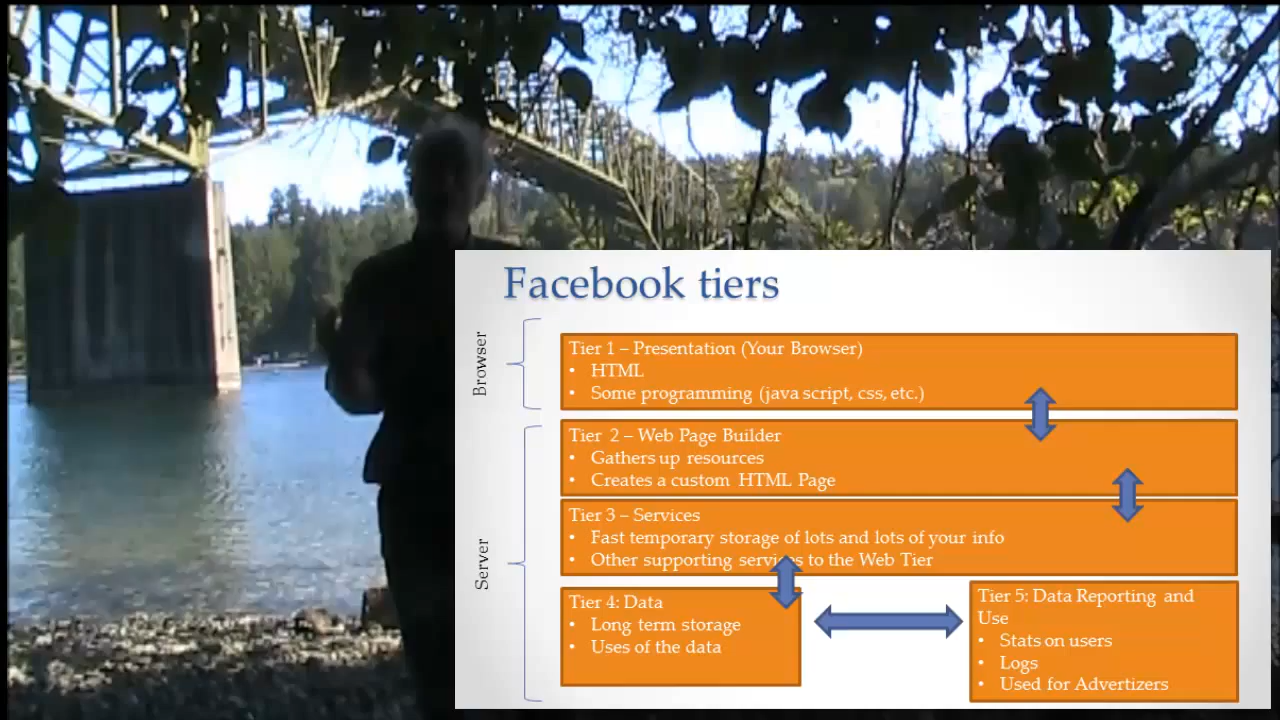 Facebook tiers
Browser
Tier 1 – Presentation (Your Browser)
• HTML
• Some programming (java script, css, etc.)
Server
Tier 2 – Web Page Builder
• Gathers up resources
• Creates a custom HTML Page
Tier 3 – Services
• Fast temporary storage of lots and lots of your info
• Other supporting services to the Web Tier
Tier 4: Data
• Long term storage
• Uses of the data
Tier 5: Data Reporting and
Use
• Stats on users
• Logs
• Used for Advertizers